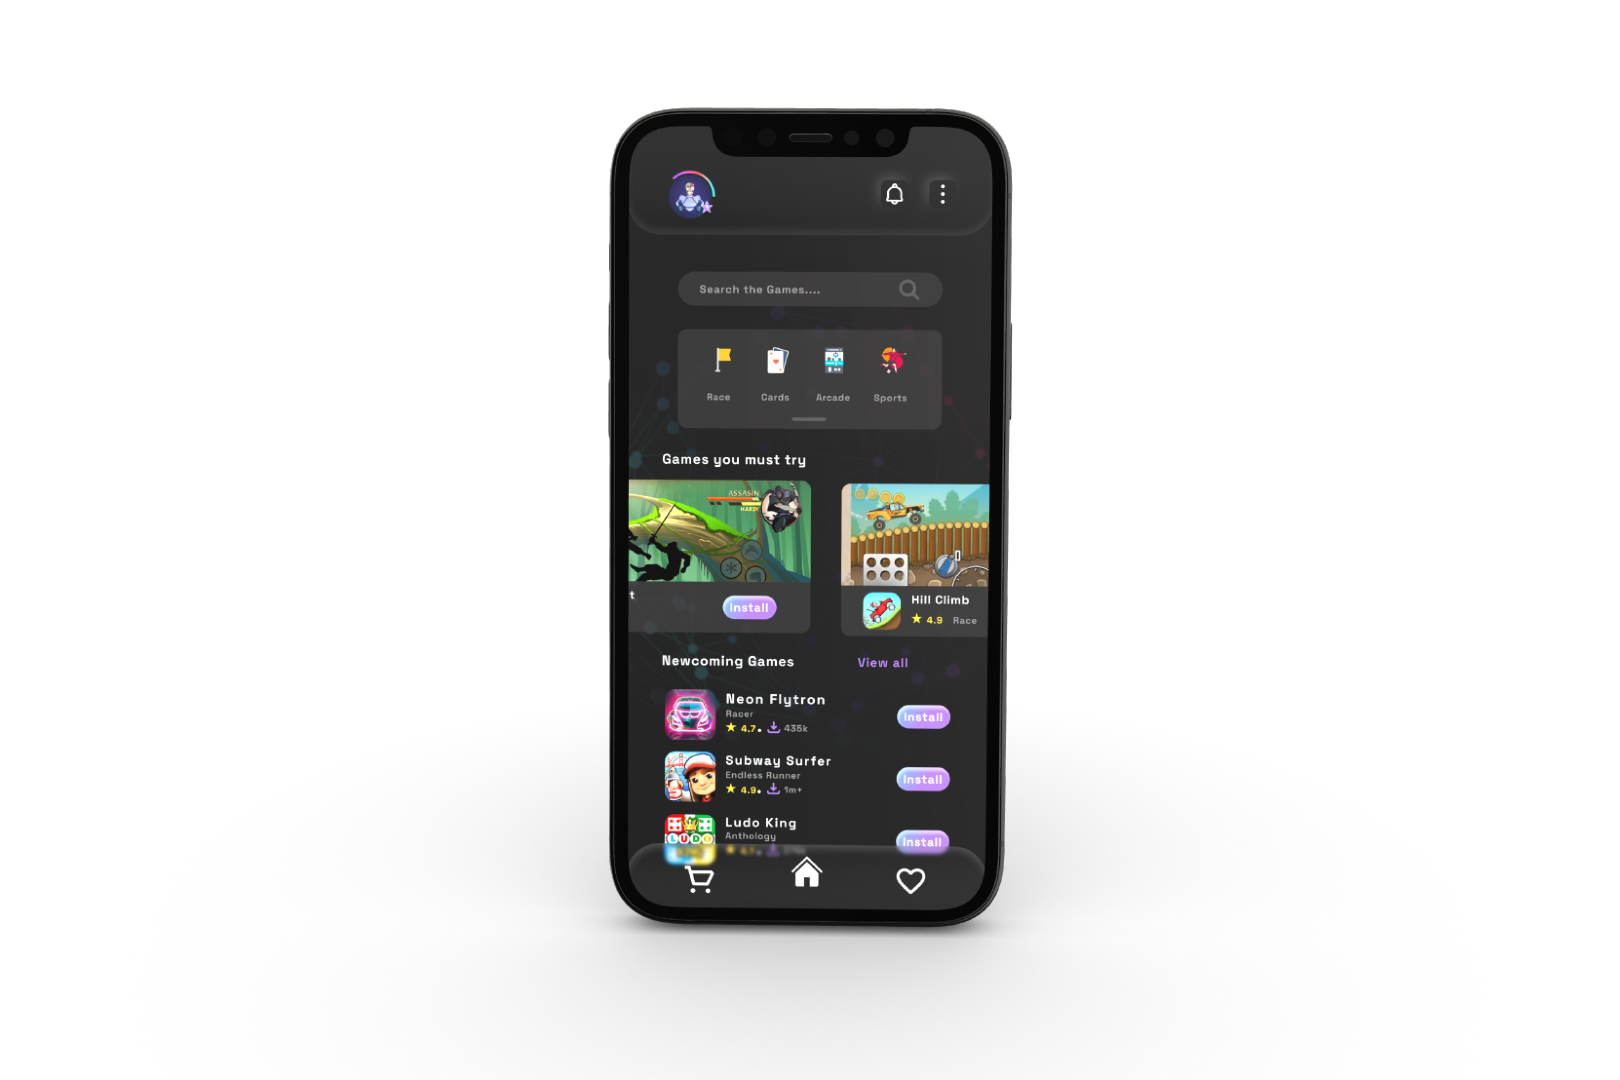 Search the Games....
Race Cards Arcade Sports
Games you must try
ASSASIN
HARD
t
Install
Hill Climb
4.9 Race
Newcoming Games View all
Neon Flytron
Racer
4.7 435k
Install
Subway Surfer
Endless Runner
4.9 1m+
Install
Ludo King
Anthology
LUDO
Install